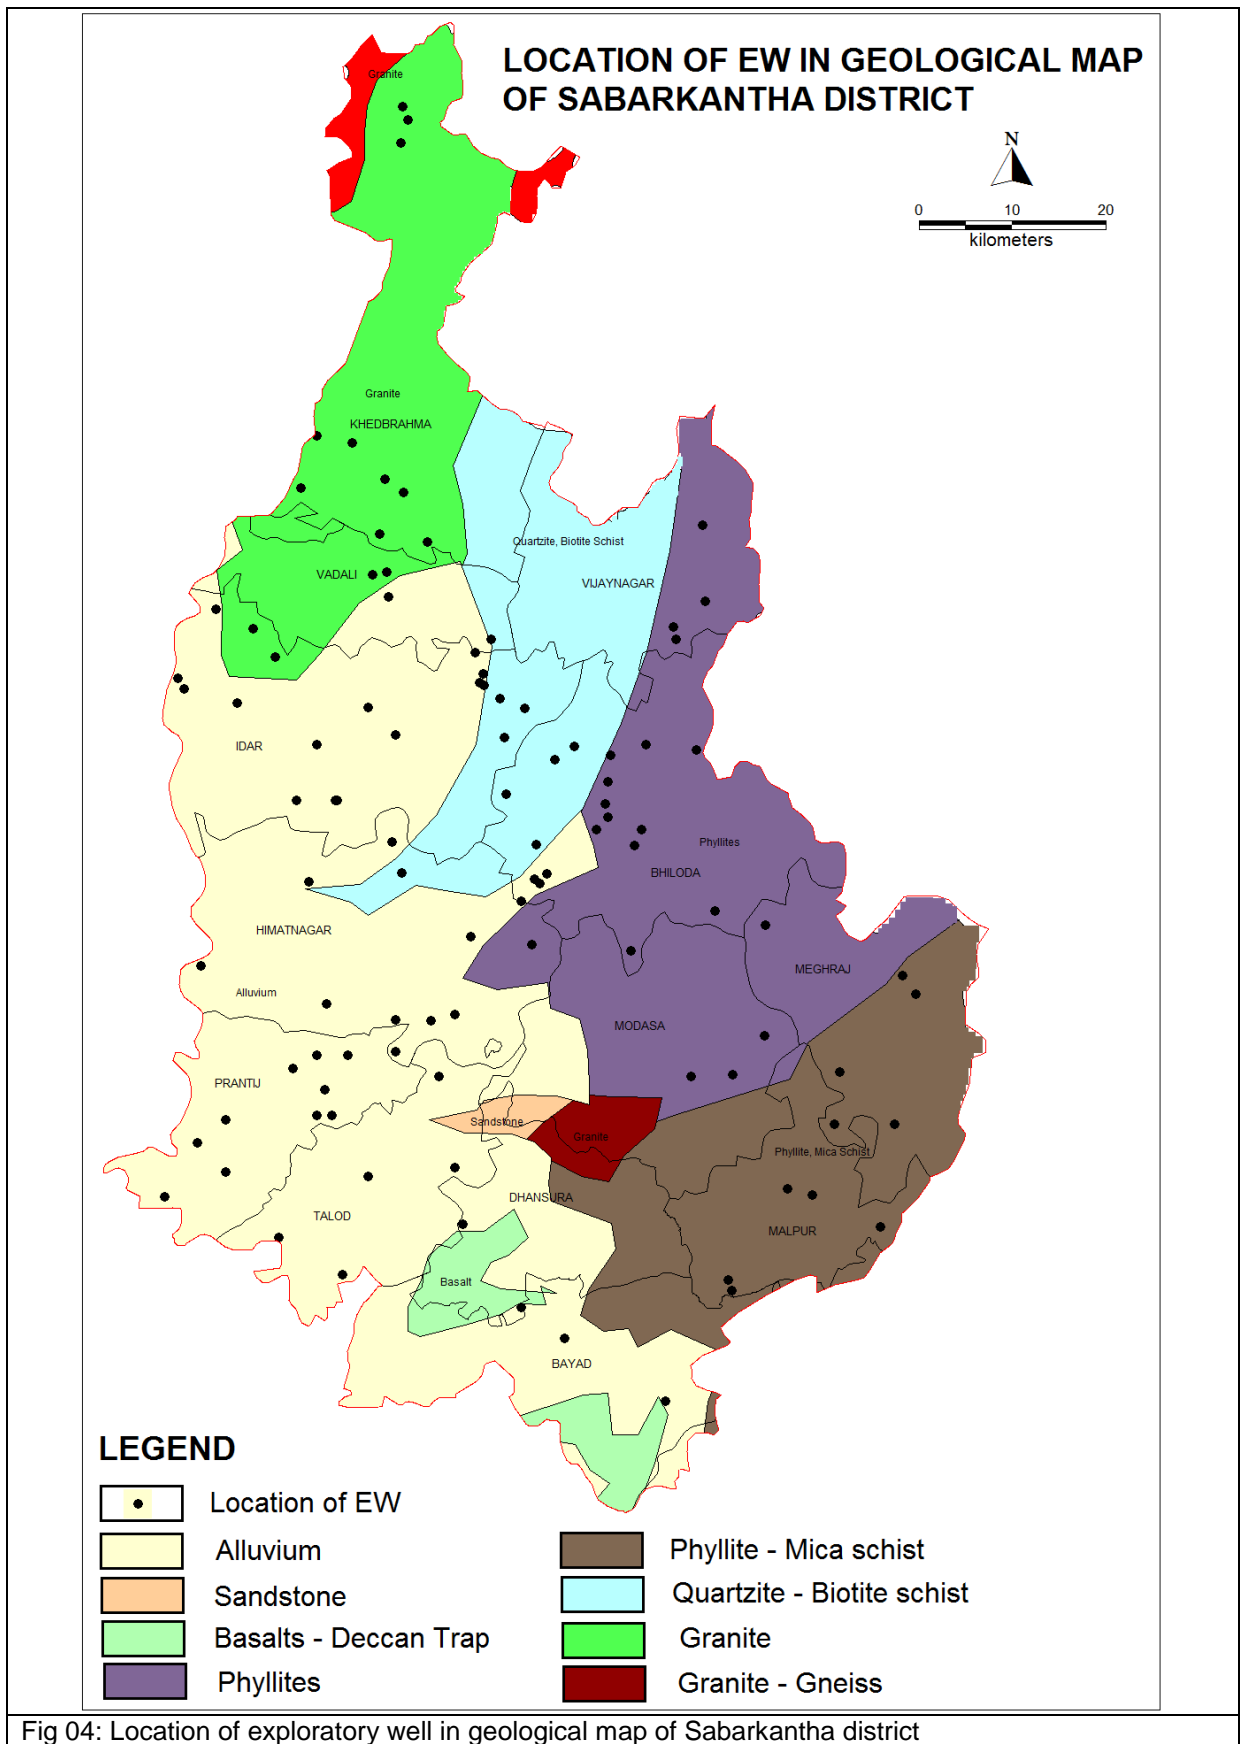 LOCATION OF EW IN GEOLOGICAL MAP
OF SABARKANTHA DISTRICT
Granite
N
0 10 20
kilometers
Granite
KHEDBRAHMA
Quartzite, Biotite Schist
VADALI
VIJAYNAGAR
IDAR
Phyllites
BHILODA
HIMATNAGAR
MEGHRAJ
Alluvium
MODASA
PRANTIJ
Sandstone
Granite
Phyllite, Mica Schist
DHANSURA
TALOD
MALPUR
Basalt
BAYAD
LEGEND
Location of EW
Alluvium
Sandstone
Basalts - Deccan Trap
Phyllites
Phyllite - Mica schist
Quartzite - Biotite schist
Granite
Granite - Gneiss
Fig 04: Location of exploratory well in geological map of Sabarkantha district